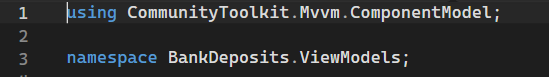 1 using CommunityToolkit.Mvvm.ComponentModel;
2
3 namespace BankDeposits.ViewModels;